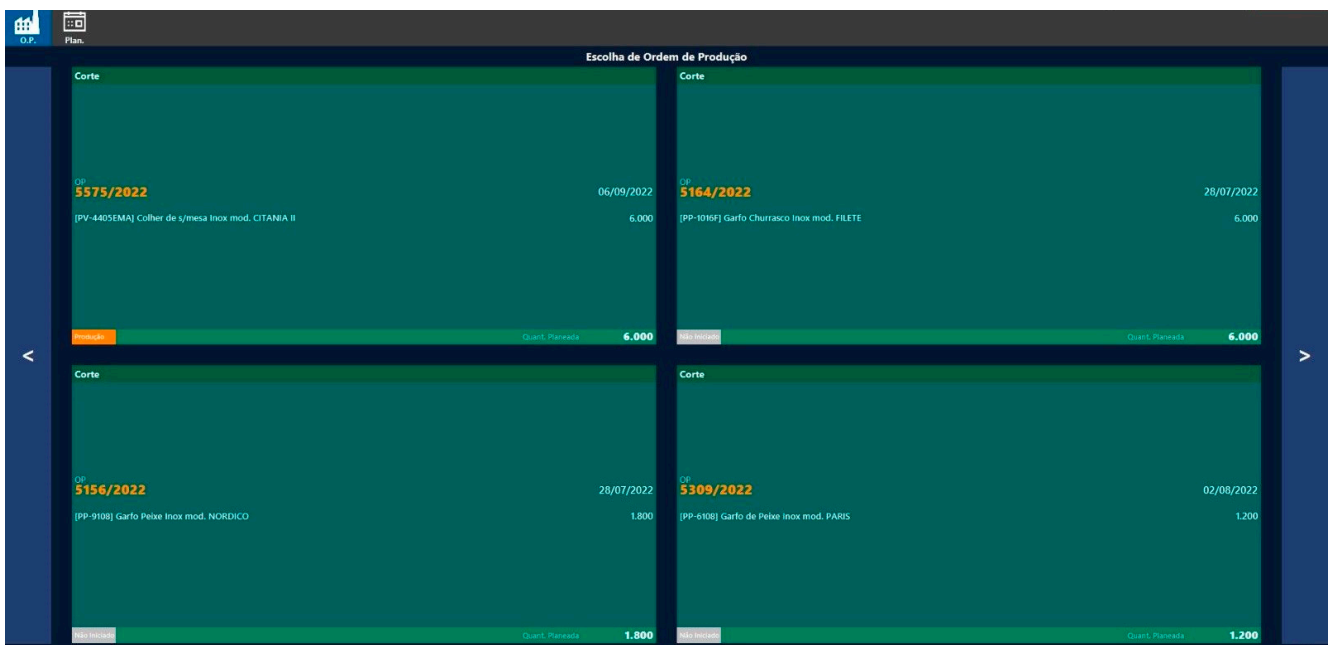 O.P. Plan.
Escolha de Ordem de Produção
Corte
OP
5575/2022 06/09/2022
[PV-4405EMA] Colher de s/mesa Inox mod. CITANIA II 6.000
Produção Quant. Planeada 6.000
Corte
OP
5164/2022 28/07/2022
[PP-1016F] Garfo Churrasco Inox mod. FILETE 6.000
Não Iniciado Quant. Planeada 6.000
<
>
Corte
OP
5156/2022 28/07/2022
[PP-9108] Garfo Peixe Inox mod. NORDICO 1.800
Não Iniciado Quant. Planeada 1.800
Corte
OP
5309/2022 02/08/2022
[PP-6108] Garfo de Peixe Inox mod. PARIS 1.200
Não Iniciado Quant. Planeada 1.200